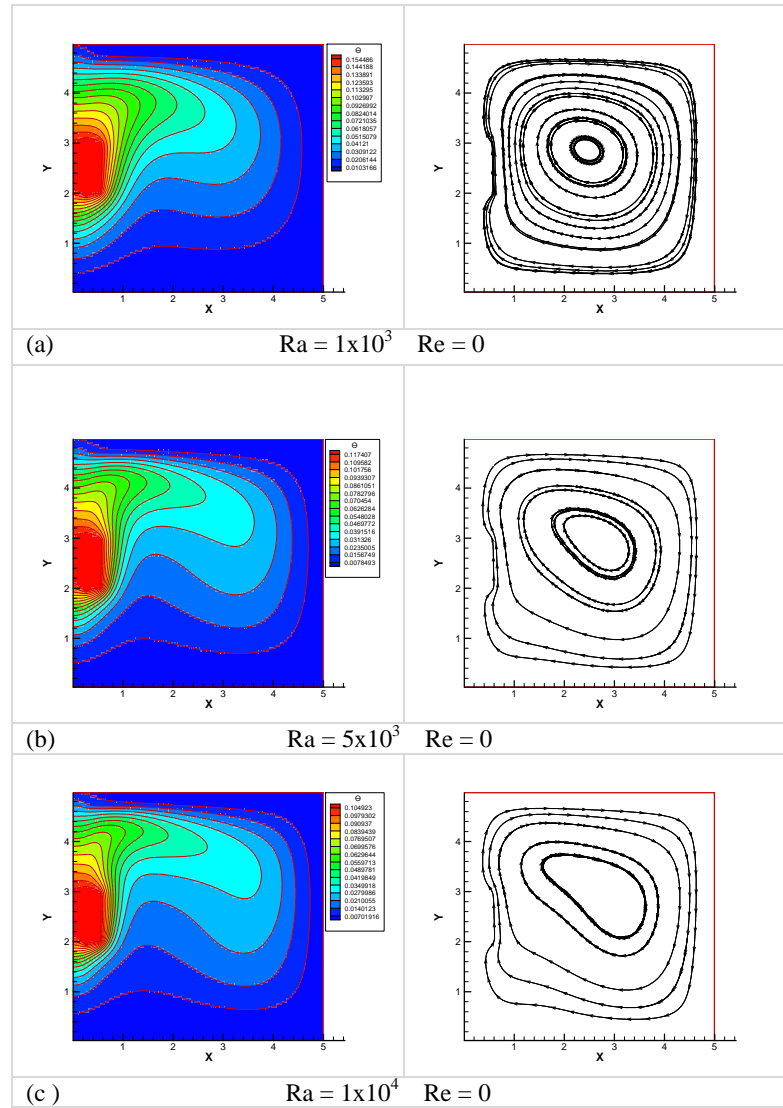 Θ
0.154486
0.144188
0.133891
0.123593
0.113295
0.102997
0.0926992
0.0824014
0.0721035
0.0618057
0.0515079
0.04121
0.0309122
0.0206144
0.0103166
Y
4
3
2
1
1 2 3 4 5
X
Y
4
3
2
1
1 2 3 4 5
X
(a) Ra = 1x10³ Re = 0
Θ
0.117407
0.109582
0.101756
0.0939307
0.0861051
0.0782796
0.070454
0.0626284
0.0548028
0.0469772
0.0391516
0.031326
0.0235005
0.0156749
0.0078493
Y
4
3
2
1
1 2 3 4 5
X
Y
4
3
2
1
1 2 3 4 5
X
(b) Ra = 5x10³ Re = 0
Θ
0.104923
0.0979302
0.090937
0.0839439
0.0769507
0.0699576
0.0629644
0.0559713
0.0489781
0.0419849
0.0349918
0.0279986
0.0210055
0.0140123
0.00701916
Y
4
3
2
1
1 2 3 4 5
X
Y
4
3
2
1
1 2 3 4 5
X
(c ) Ra = 1x10⁴ Re = 0